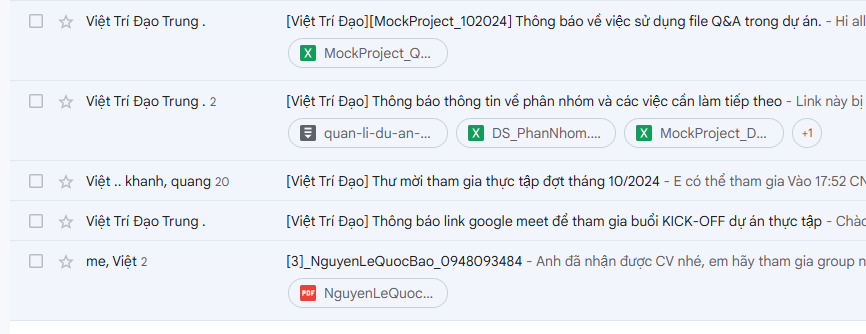 Việt Trí Đạo Trung . [Việt Trí Đạo][MockProject_102024] Thông báo về việc sử dụng file Q&A trong dự án. - Hi all
MockProject_Q...
Việt Trí Đạo Trung . 2 [Việt Trí Đạo] Thông báo thông tin về phân nhóm và các việc cần làm tiếp theo - Link này bị
quan-li-du-an-... DS_PhanNhom.... MockProject_D... +1
Việt .. khanh, quang 20 [Việt Trí Đạo] Thư mời tham gia thực tập đợt tháng 10/2024 - E có thể tham gia Vào 17:52 CN
Việt Trí Đạo Trung . [Việt Trí Đạo] Thông báo link google meet để tham gia buổi KICK-OFF dự án thực tập - Chào
me, Việt 2 [3]_NguyenLeQuocBao_0948093484 - Anh đã nhận được CV nhé, em hãy tham gia group n
PDF NguyenLeQuoc...